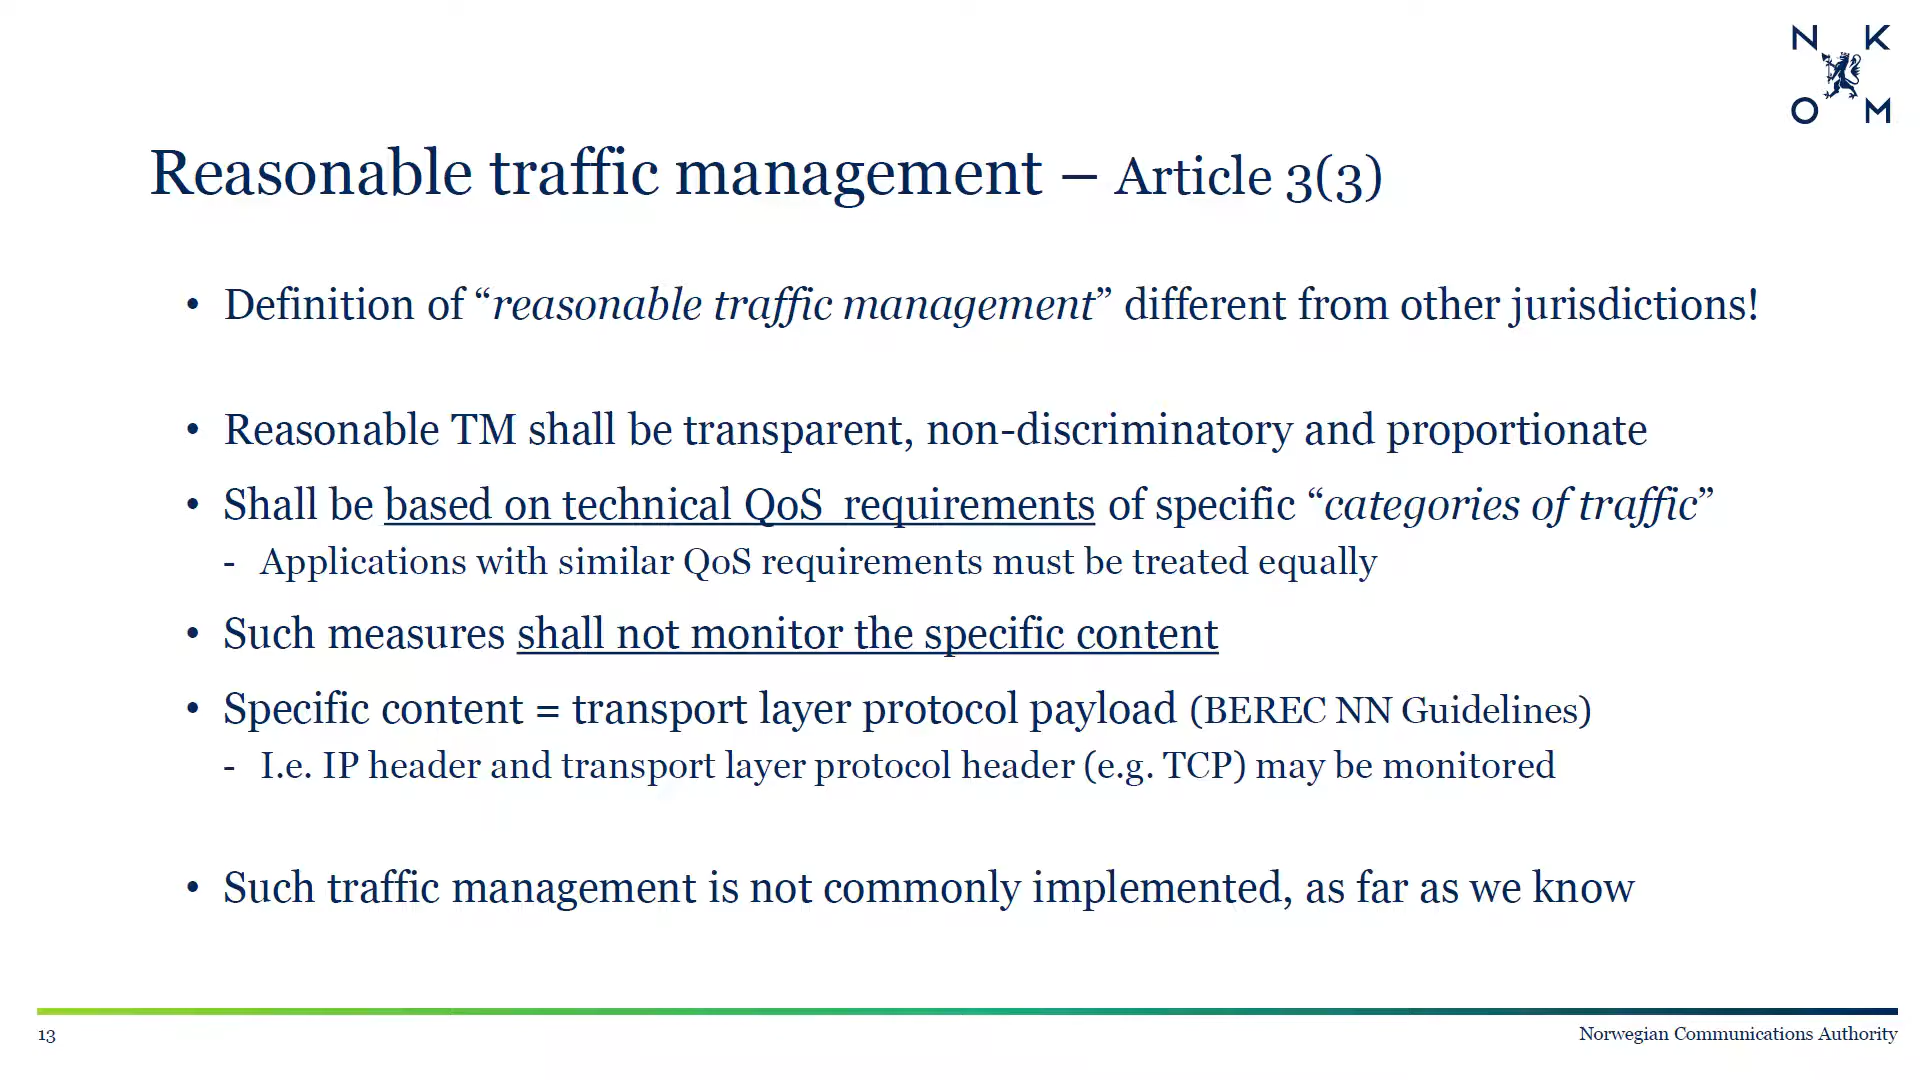 N K
O M
Reasonable traffic management – Article 3(3)
• Definition of “reasonable traffic management” different from other jurisdictions!
• Reasonable TM shall be transparent, non-discriminatory and proportionate
• Shall be based on technical QoS  requirements of specific “categories of traffic”
- Applications with similar QoS requirements must be treated equally
• Such measures shall not monitor the specific content
• Specific content = transport layer protocol payload (BEREC NN Guidelines)
- I.e. IP header and transport layer protocol header (e.g. TCP) may be monitored
• Such traffic management is not commonly implemented, as far as we know
13
Norwegian Communications Authority